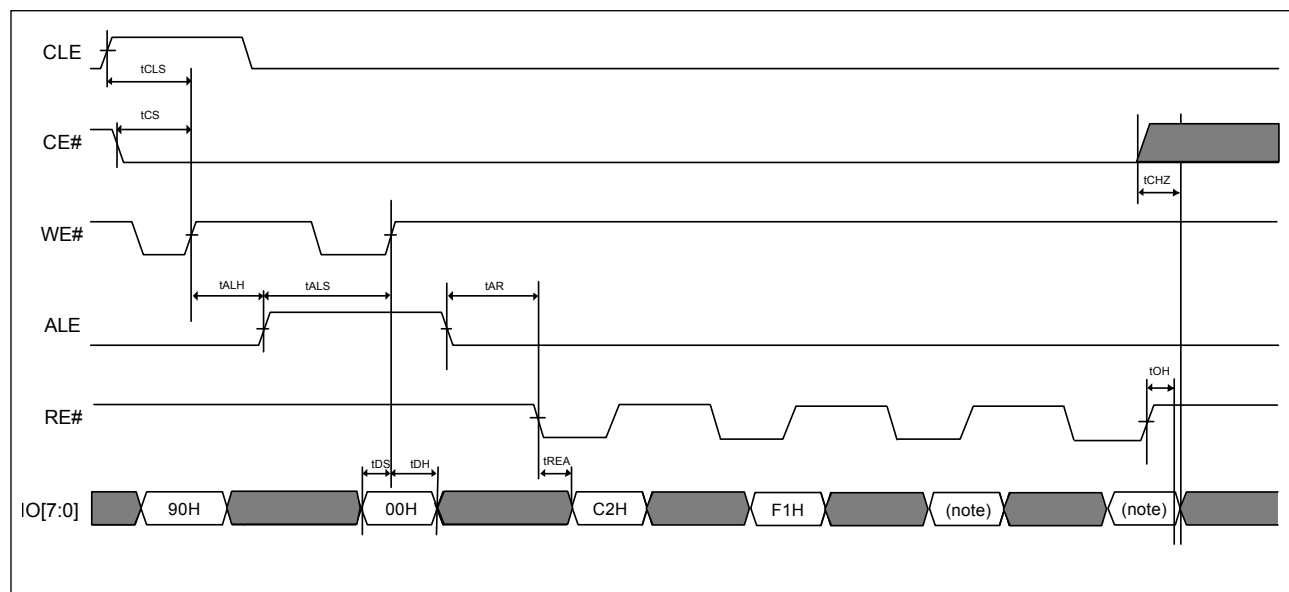 CLE
tCLS
tCS
CE#
tCHZ
WE#
tALH
tALS
tAR
ALE
tOH
RE#
tDS
tDH
tREA
IO[7:0]
90H
00H
C2H
F1H
(note)
(note)